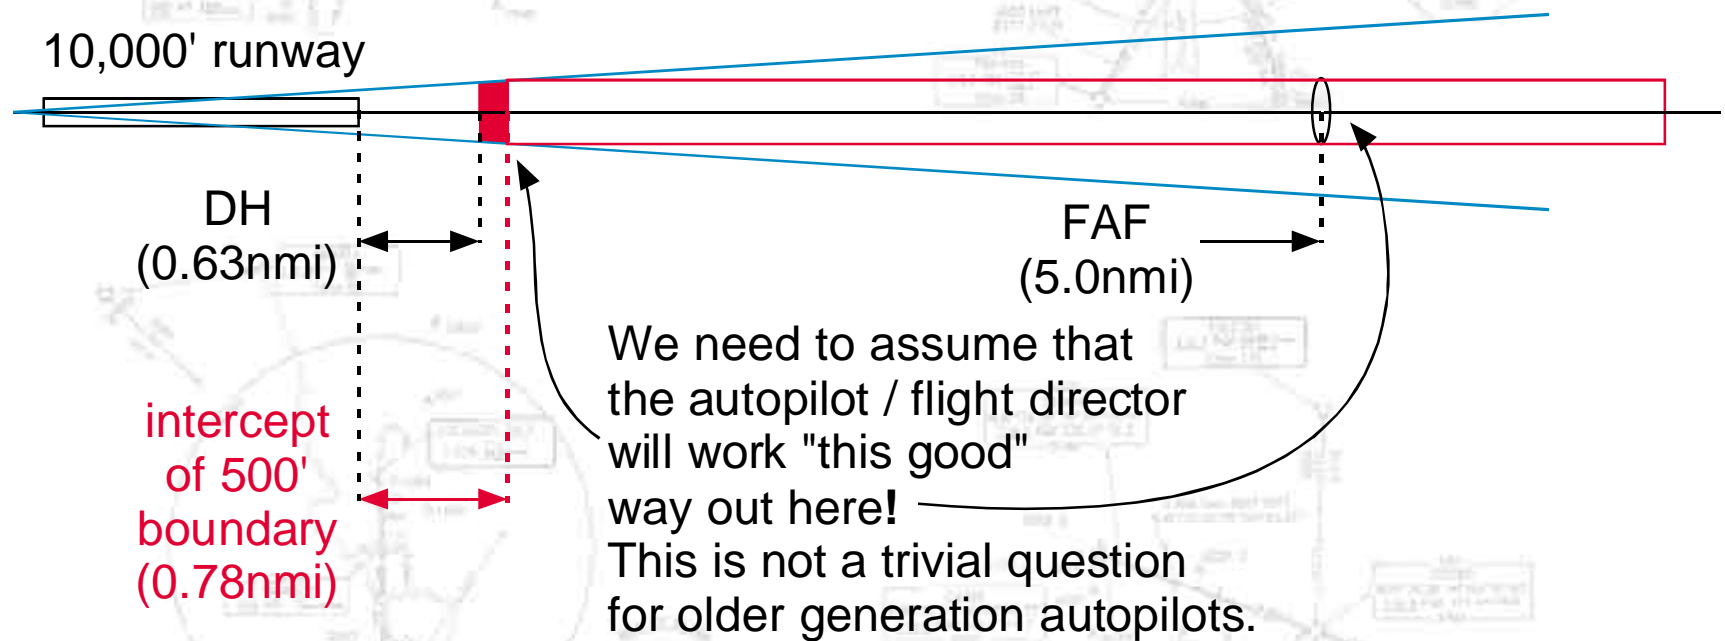 10,000' runway
DH
(0.63nmi)
FAF
(5.0nmi)
intercept
of 500'
boundary
(0.78nmi)
We need to assume that
the autopilot / flight director
will work "this good"
way out here!
This is not a trivial question
for older generation autopilots.